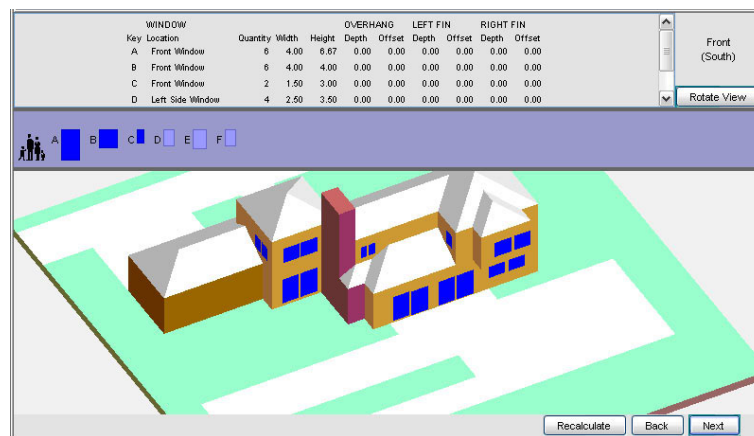 WINDOW OVERHANG LEFT FIN RIGHT FIN
Key Location Quantity Width Height Depth Offset Depth Offset Depth Offset
A Front Window 6 4.00 6.67 0.00 0.00 0.00 0.00 0.00 0.00
B Front Window 6 4.00 4.00 0.00 0.00 0.00 0.00 0.00 0.00
C Front Window 2 1.50 3.00 0.00 0.00 0.00 0.00 0.00 0.00
D Left Side Window 4 2.50 3.50 0.00 0.00 0.00 0.00 0.00 0.00
Front
(South)
Rotate View
A B C D E F
Recalculate Back Next